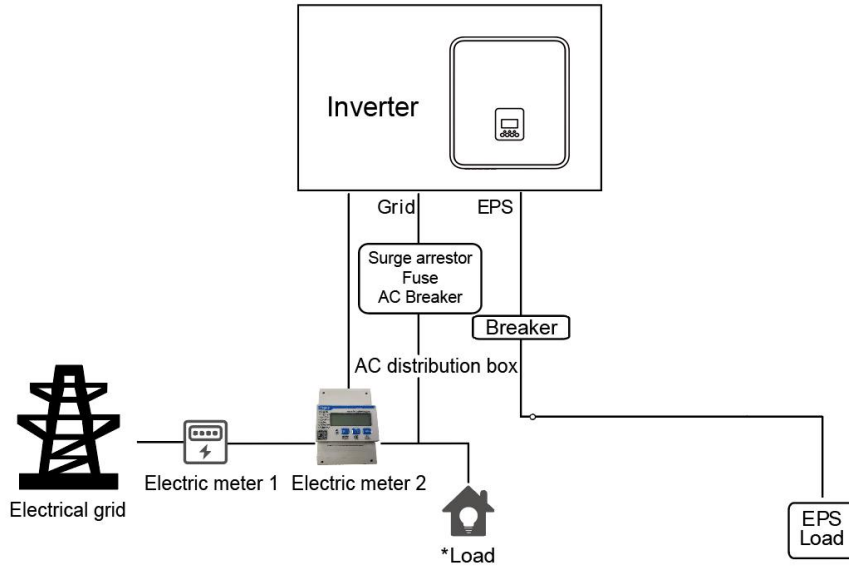 Inverter
Grid
EPS
Surge arrestor
Fuse
AC Breaker
Breaker
AC distribution box
Electric meter 1
Electric meter 2
Electrical grid
*Load
EPS
Load